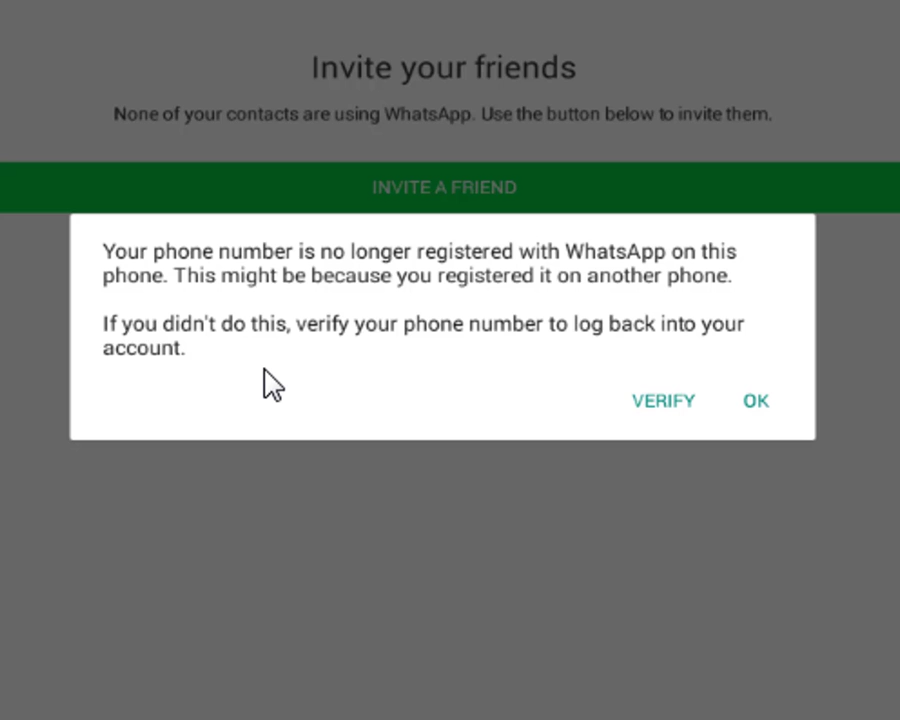 Invite your friends
None of your contacts are using WhatsApp. Use the button below to invite them.
INVITE A FRIEND
Your phone number is no longer registered with WhatsApp on this
phone. This might be because you registered it on another phone.
If you didn't do this, verify your phone number to log back into your
account.
VERIFY OK